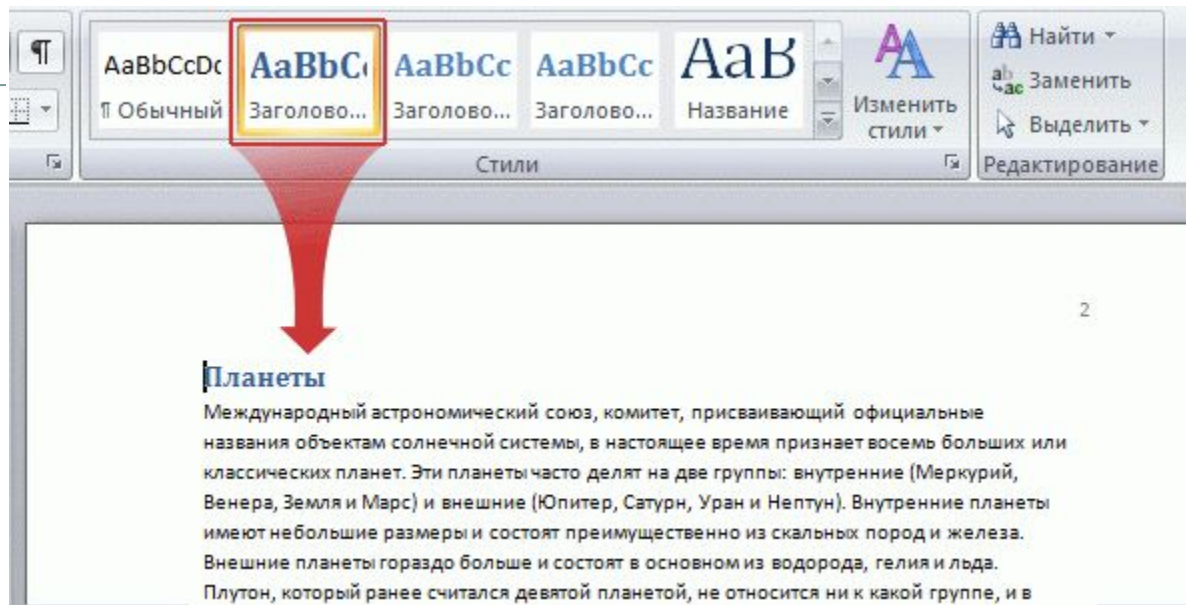 ¶
AaBbCcDc AaBbC AaBbCc AaBbCc АаВ
¶ Обычный Заголово... Заголово... Заголово... Название
Изменить стили
Найти
Заменить
Выделить
Стили
Редактирование
2
Планеты
Международный астрономический союз, комитет, присваивающий официальные
названия объектам солнечной системы, в настоящее время признает восемь больших или
классических планет. Эти планеты часто делят на две группы: внутренние (Меркурий,
Венера, Земля и Марс) и внешние (Юпитер, Сатурн, Уран и Нептун). Внутренние планеты
имеют небольшие размеры и состоят преимущественно из скальных пород и железа.
Внешние планеты гораздо больше и состоят в основном из водорода, гелия и льда.
Плутон, который ранее считался девятой планетой, не относится ни к какой группе, и в